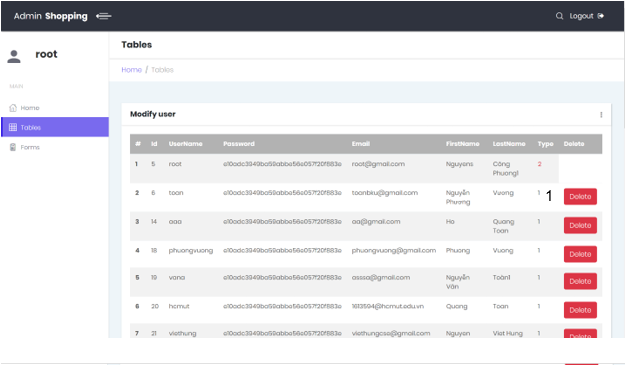 Admin Shopping
Logout
root
Tables
Home / Tables
MAIN
Home
Tables
Forms
Modify user
# Id UserName Password Email FirstName LastName Type Delete
1 5 root e10adc3949ba59abbe56e057f20f883e root@gmail.com Nguyens Công Phuong1 2
2 6 toan e10adc3949ba59abbe56e057f20f883e toanbku@gmail.com Nguyễn Phương Vương 1 1 Delete
3 14 aaa e10adc3949ba59abbe56e057f20f883e aa@gmail.com Ho Quang Toan 1 Delete
4 18 phuongvuong e10adc3949ba59abbe56e057f20f883e phuongvuong@gmail.com Phuong Vuong 1 Delete
5 19 vana e10adc3949ba59abbe56e057f20f883e asssa@gmail.com Nguyễn Văn Toàn1 1 Delete
6 20 hcmut e10adc3949ba59abbe56e057f20f883e 1613594@hcmut.edu.vn Quang Toan 1 Delete
7 21 viethung e10adc3949ba59abbe56e057f20f883e viethungcse@gmail.com Nguyen Viet Hung 1 Delete